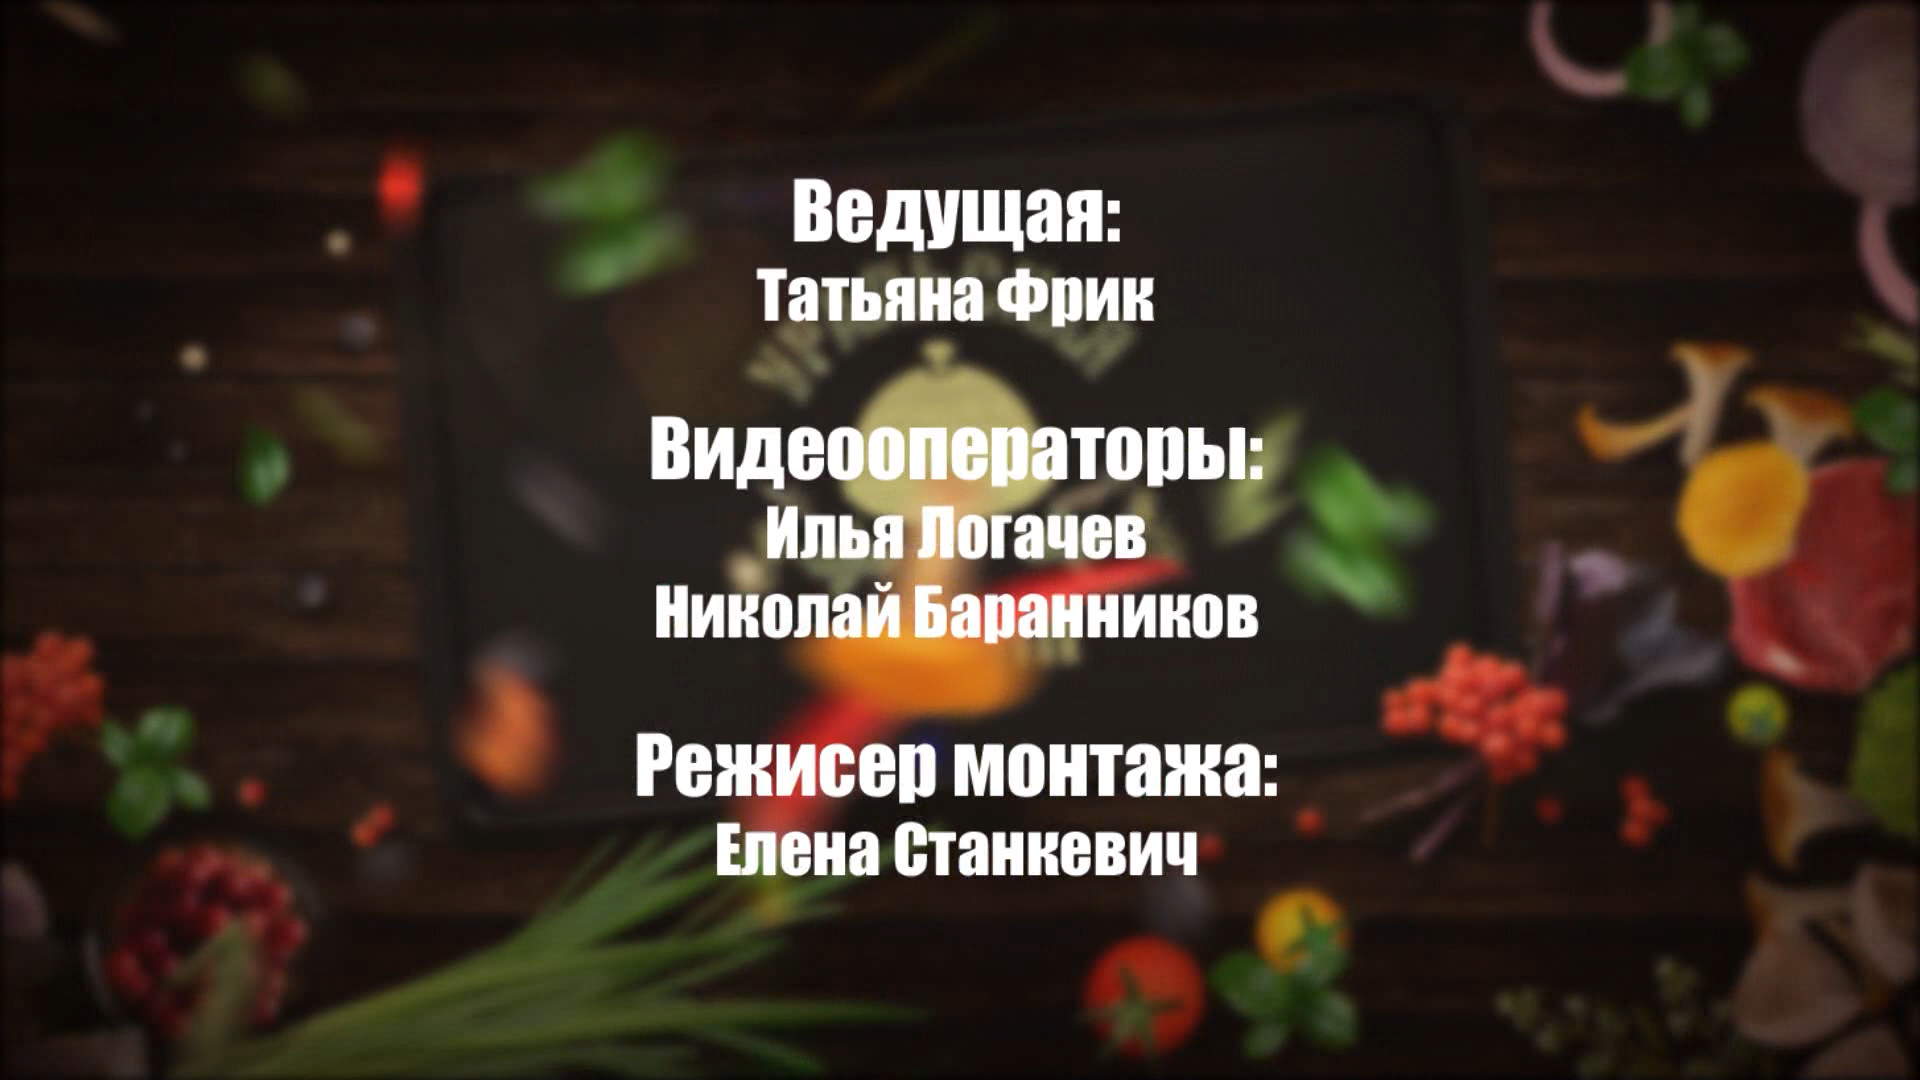 Ведущая:
Татьяна Фрик
Видеооператоры:
Илья Логачев
Николай Баранников
Режисер монтажа:
Елена Станкевич